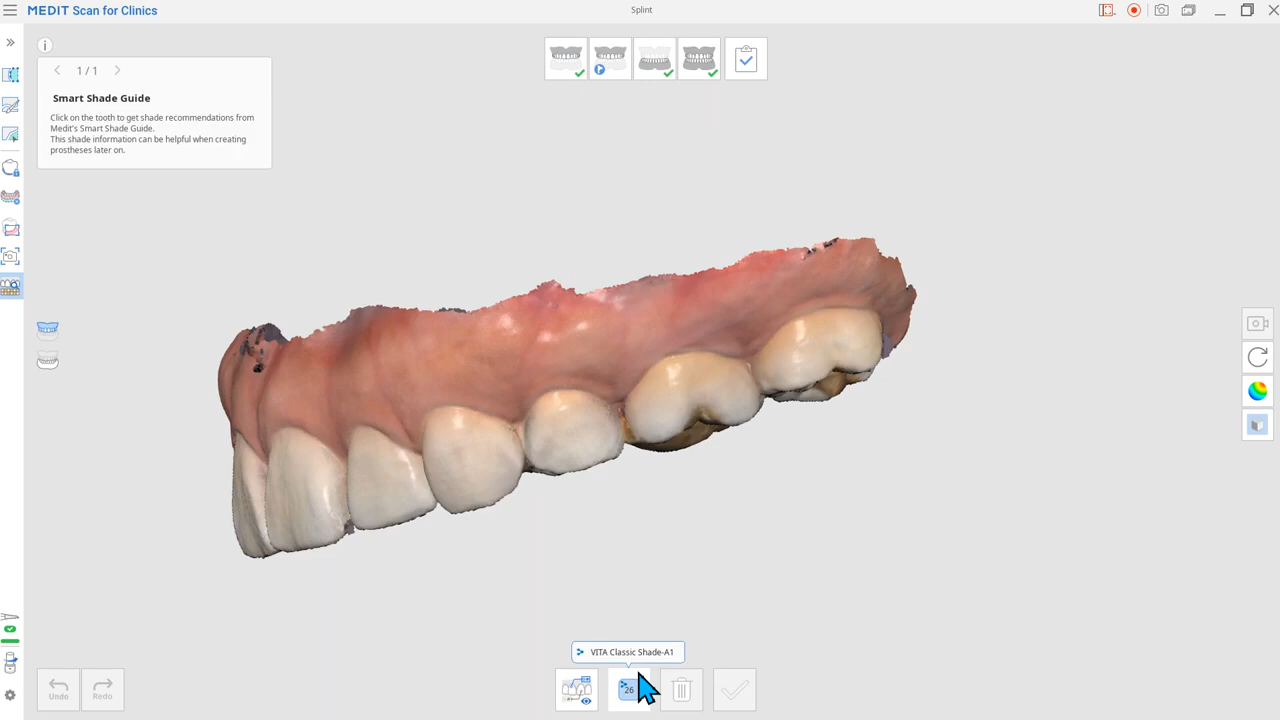 MEDIT Scan for Clinics
Splint
1 / 1
Smart Shade Guide
Click on the tooth to get shade recommendations from
Medit's Smart Shade Guide.
This shade information can be helpful when creating
prostheses later on.
VITA Classic Shade-A1
Undo
Redo
26